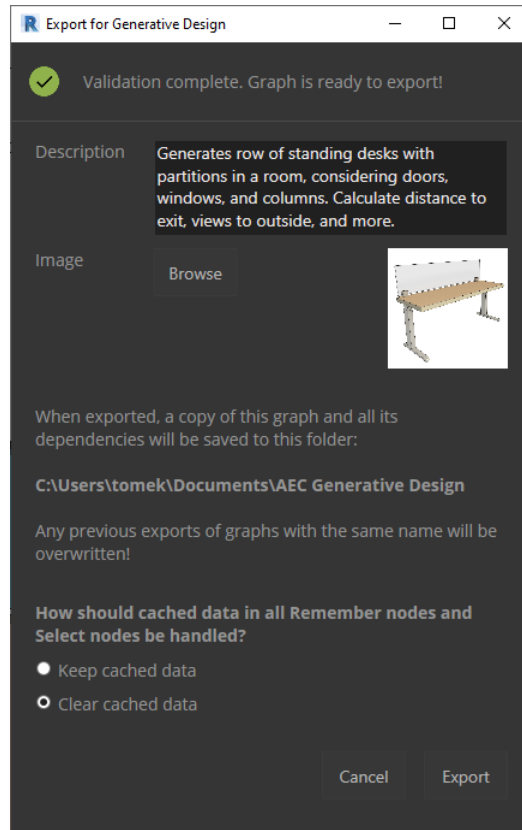 R Export for Generative Design
Validation complete. Graph is ready to export!
Description
Generates row of standing desks with
partitions in a room, considering doors,
windows, and columns. Calculate distance to
exit, views to outside, and more.
Image
Browse
When exported, a copy of this graph and all its
dependencies will be saved to this folder:
C:\Users\tomek\Documents\AEC Generative Design
Any previous exports of graphs with the same name will be
overwritten!
How should cached data in all Remember nodes and
Select nodes be handled?
Keep cached data
Clear cached data
Cancel
Export